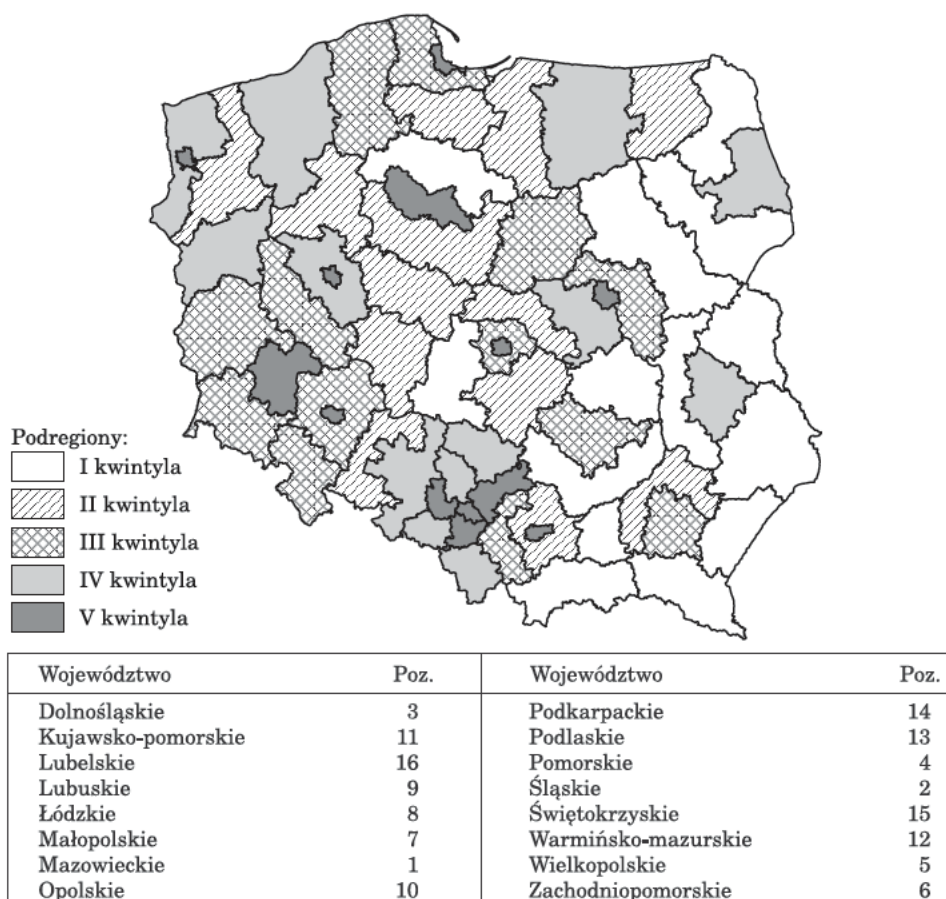 Podregiony:
I kwintyla
II kwintyla
III kwintyla
IV kwintyla
V kwintyla
Województwo Poz. Województwo Poz.
Dolnośląskie 3 Podkarpackie 14
Kujawsko-pomorskie 11 Podlaskie 13
Lubelskie 16 Pomorskie 4
Lubuskie 9 Śląskie 2
Łódzkie 8 Świętokrzyskie 15
Małopolskie 7 Warmińsko-mazurskie 12
Mazowieckie 1 Wielkopolskie 5
Opolskie 10 Zachodniopomorskie 6